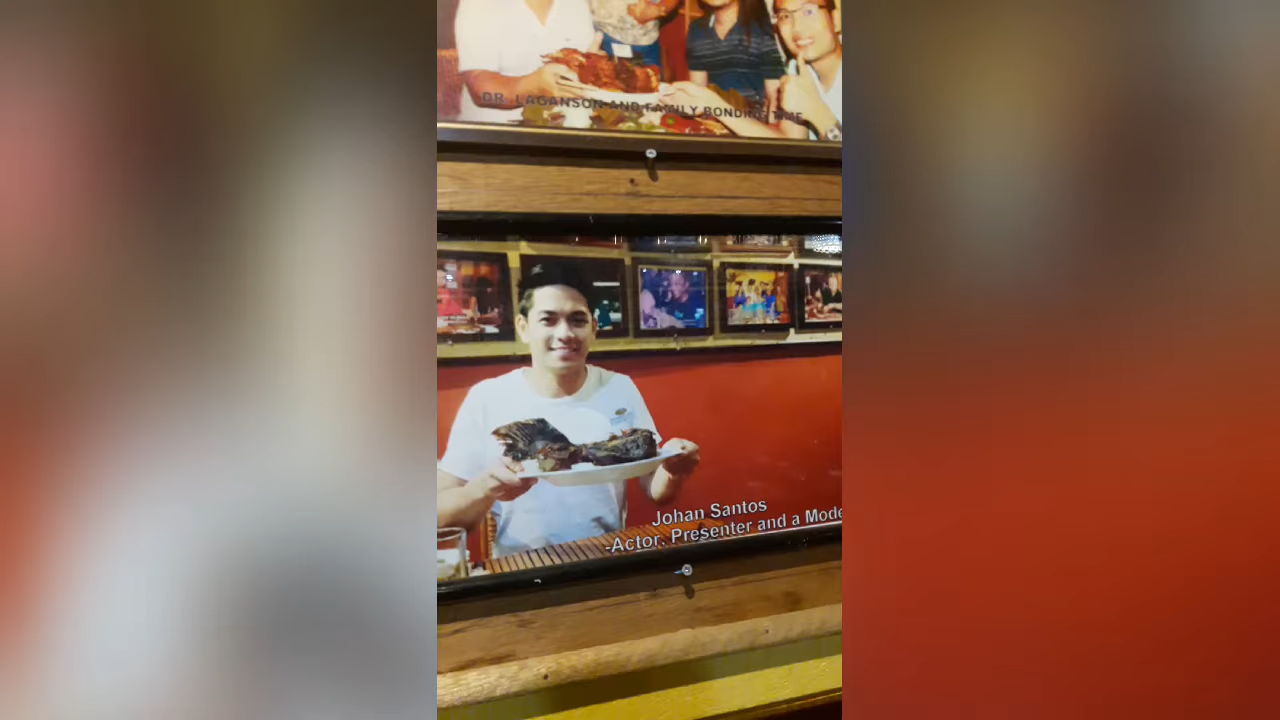 DR. LAGANSON AND FAMILY BONDING TIME
Johan Santos
-Actor, Presenter and a Mode